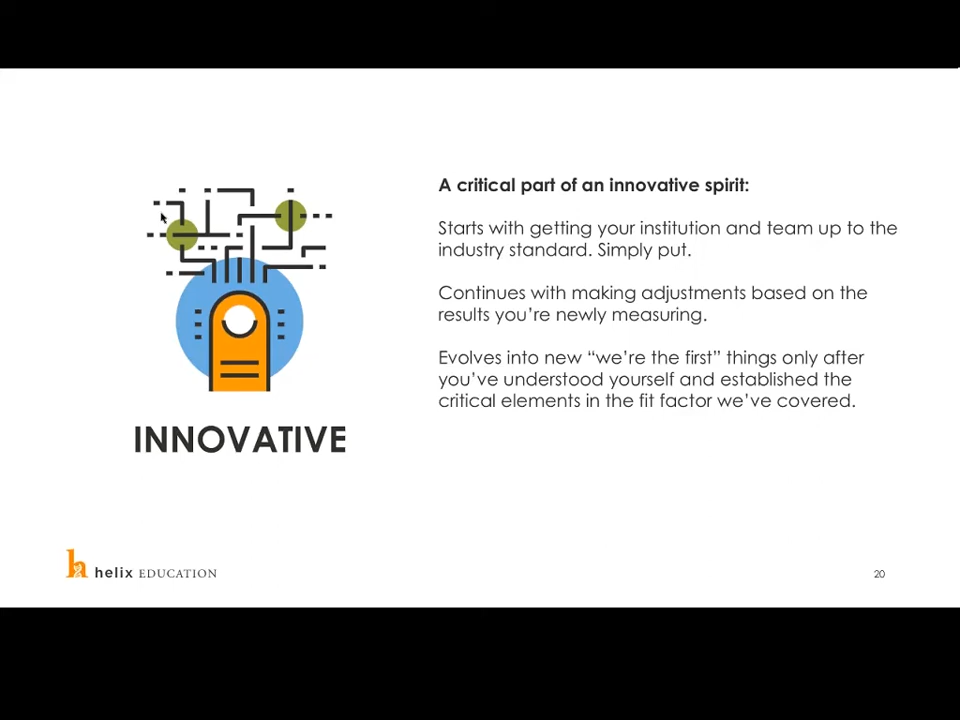 A critical part of an innovative spirit:
Starts with getting your institution and team up to the
industry standard. Simply put.
Continues with making adjustments based on the
results you’re newly measuring.
Evolves into new “we’re the first” things only after
you’ve understood yourself and established the
critical elements in the fit factor we’ve covered.
INNOVATIVE
h helix EDUCATION
20